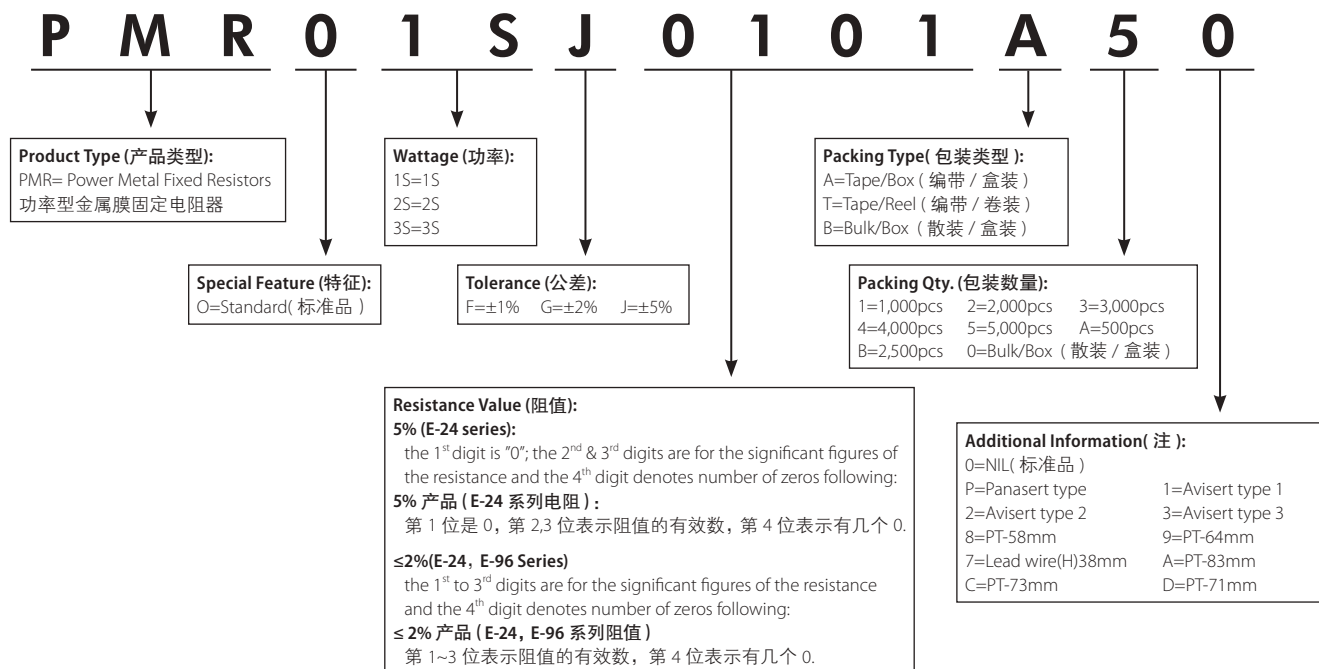 P M R 0 1 S J 0 1 0 1 A 5 0
Product Type (产品类型):
PMR= Power Metal Fixed Resistors
功率型金属膜固定电阻器
Wattage (功率):
1S=1S
2S=2S
3S=3S
Packing Type( 包装类型 ):
A=Tape/Box ( 编带 / 盒装 )
T=Tape/Reel ( 编带 / 卷装 )
B=Bulk/Box ( 散装 / 盒装 )
Special Feature (特征):
O=Standard( 标准品 )
Tolerance (公差):
F=±1% G=±2% J=±5%
Packing Qty. (包装数量):
1=1,000pcs 2=2,000pcs 3=3,000pcs
4=4,000pcs 5=5,000pcs A=500pcs
B=2,500pcs 0=Bulk/Box ( 散装 / 盒装 )
Resistance Value (阻值):
5% (E-24 series):
the 1st digit is "0"; the 2nd & 3rd digits are for the significant figures of
the resistance and the 4th digit denotes number of zeros following:
5% 产品 ( E-24 系列电阻 ) :
第 1 位是 0，第 2,3 位表示阻值的有效数，第 4 位表示有几个 0.
≤2%(E-24, E-96 Series)
the 1st to 3rd digits are for the significant figures of the resistance
and the 4th digit denotes number of zeros following:
≤ 2% 产品 ( E-24, E-96 系列阻值 )
第 1~3 位表示阻值的有效数，第 4 位表示有几个 0.
Additional Information( 注 ):
0=NIL( 标准品 )
P=Panasert type 1=Avisert type 1
2=Avisert type 2 3=Avisert type 3
8=PT-58mm 9=PT-64mm
7=Lead wire(H)38mm A=PT-83mm
C=PT-73mm D=PT-71mm